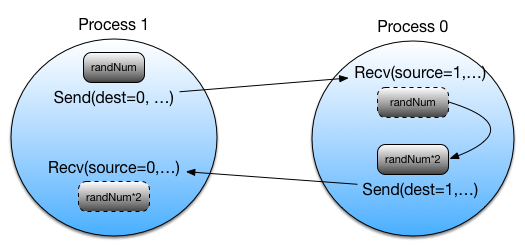 Process 1
randNum
Send(dest=0, …)
Recv(source=0,…)
randNum*2
Process 0
Recv(source=1,…)
randNum
randNum*2
Send(dest=1,…)